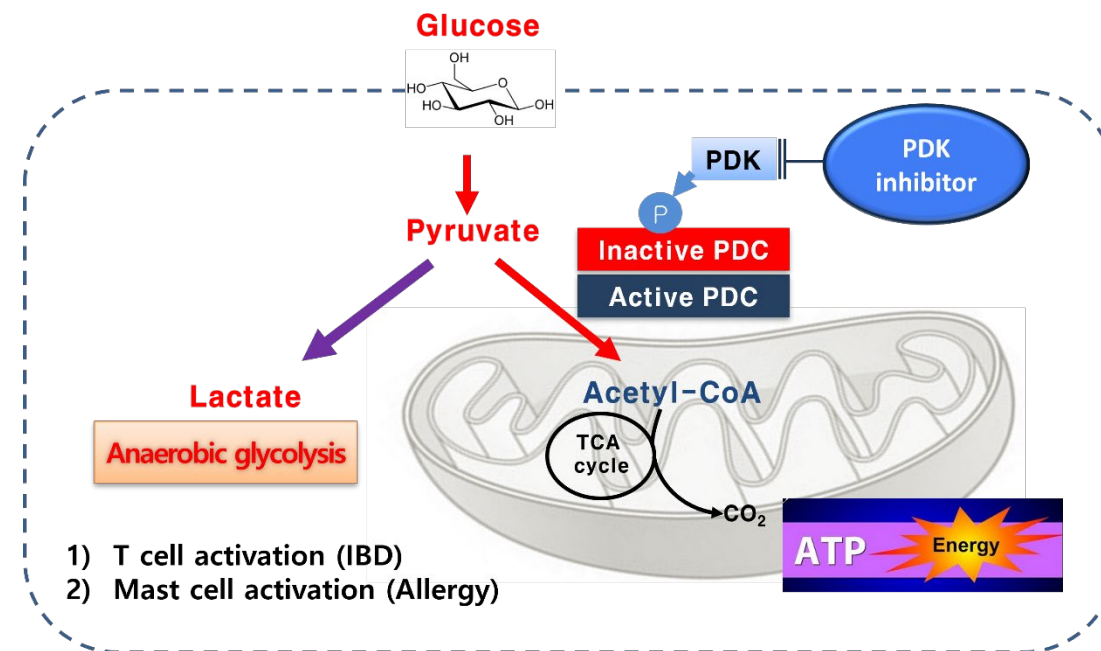 Glucose
OH
HO
O
HO
OH
OH
PDK
PDK
inhibitor
P
Pyruvate
Inactive PDC
Active PDC
Lactate
Anaerobic glycolysis
Acetyl-CoA
TCA
cycle
CO₂
ATP
Energy
1) T cell activation (IBD)
2) Mast cell activation (Allergy)